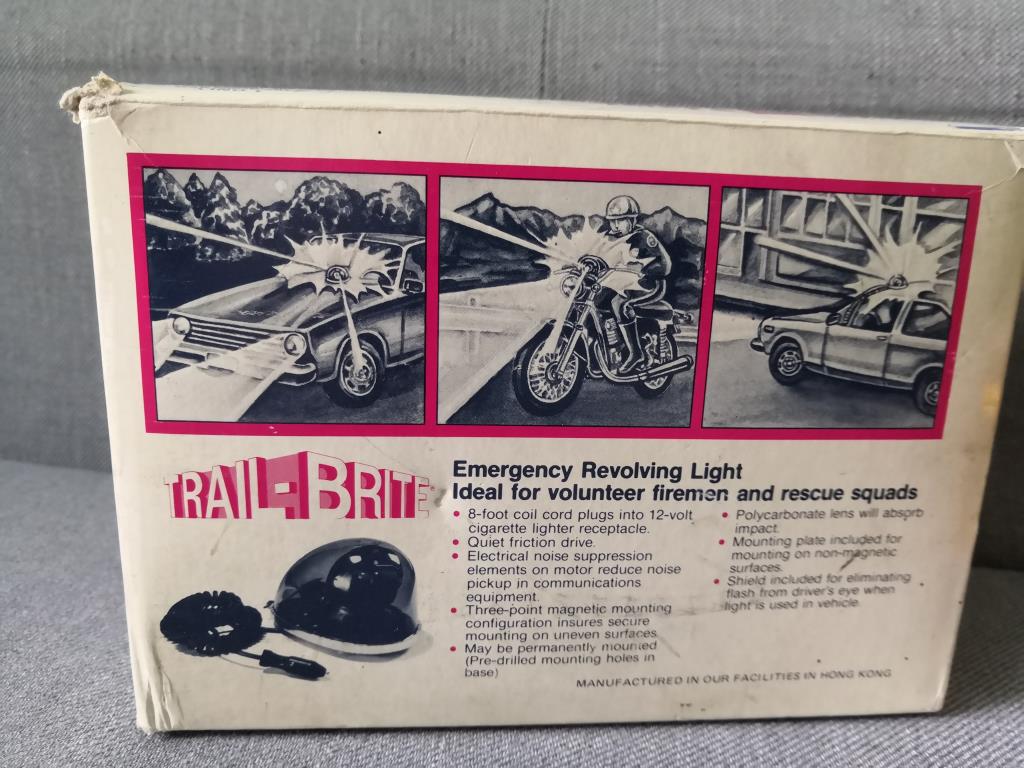 TRAIL-BRITE
Emergency Revolving Light
Ideal for volunteer firemen and rescue squads
• 8-foot coil cord plugs into 12-volt
cigarette lighter receptacle.
• Quiet friction drive.
• Electrical noise suppression
elements on motor reduce noise
pickup in communications
equipment.
• Three-point magnetic mounting
configuration insures secure
mounting on uneven surfaces.
• May be permanently mounted
(Pre-drilled mounting holes in
base)
• Polycarbonate lens will absorb
impact.
• Mounting plate included for
mounting on non-magnetic
surfaces.
• Shield included for eliminating
flash from driver's eye when
light is used in vehicle.
MANUFACTURED IN OUR FACILITIES IN HONG KONG